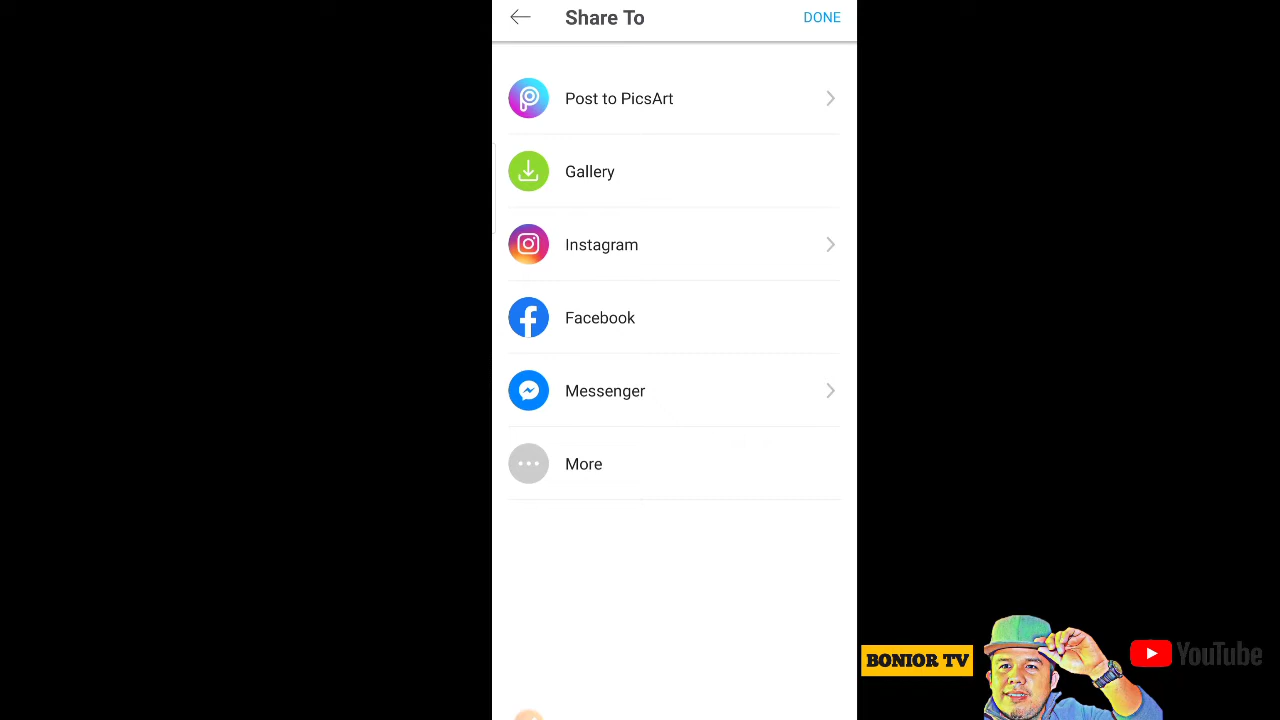 Share To
DONE
Post to PicsArt
Gallery
Instagram
Facebook
Messenger
More
BONIOR TV
YouTube